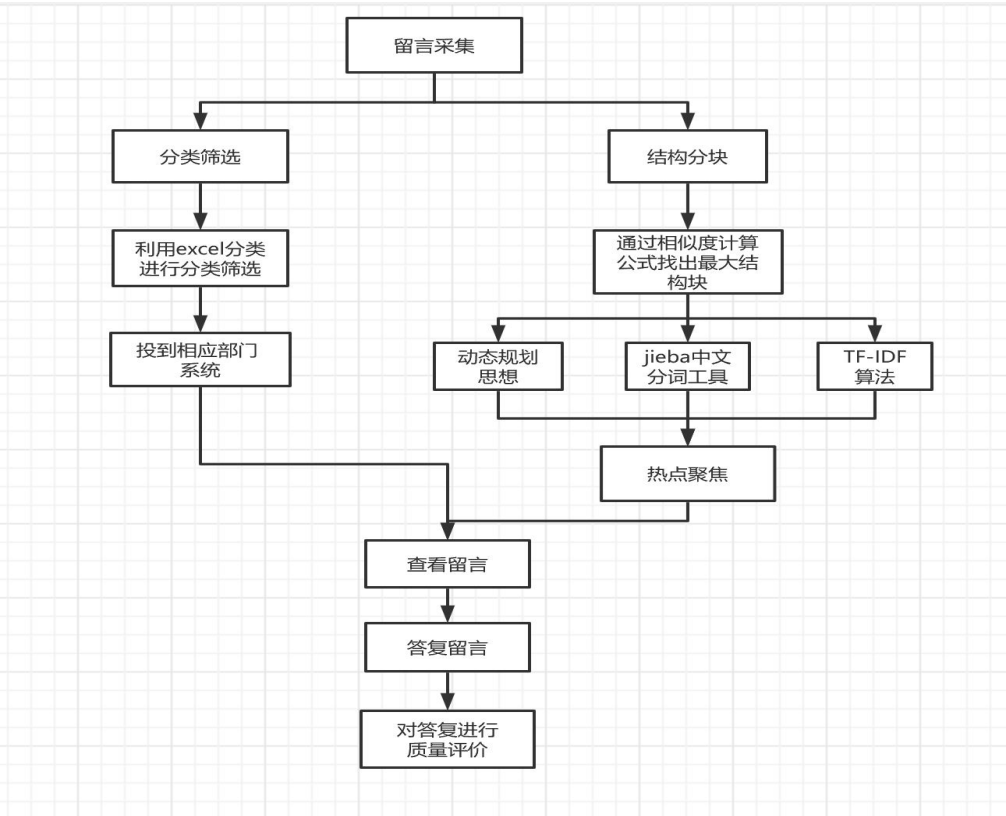 留言采集
分类筛选
结构分块
利用excel分类
进行分类筛选
通过相似度计算
公式找出最大结
构块
投到相应部门
系统
动态规划
思想
jieba中文
分词工具
TF-IDF
算法
热点聚焦
查看留言
答复留言
对答复进行
质量评价